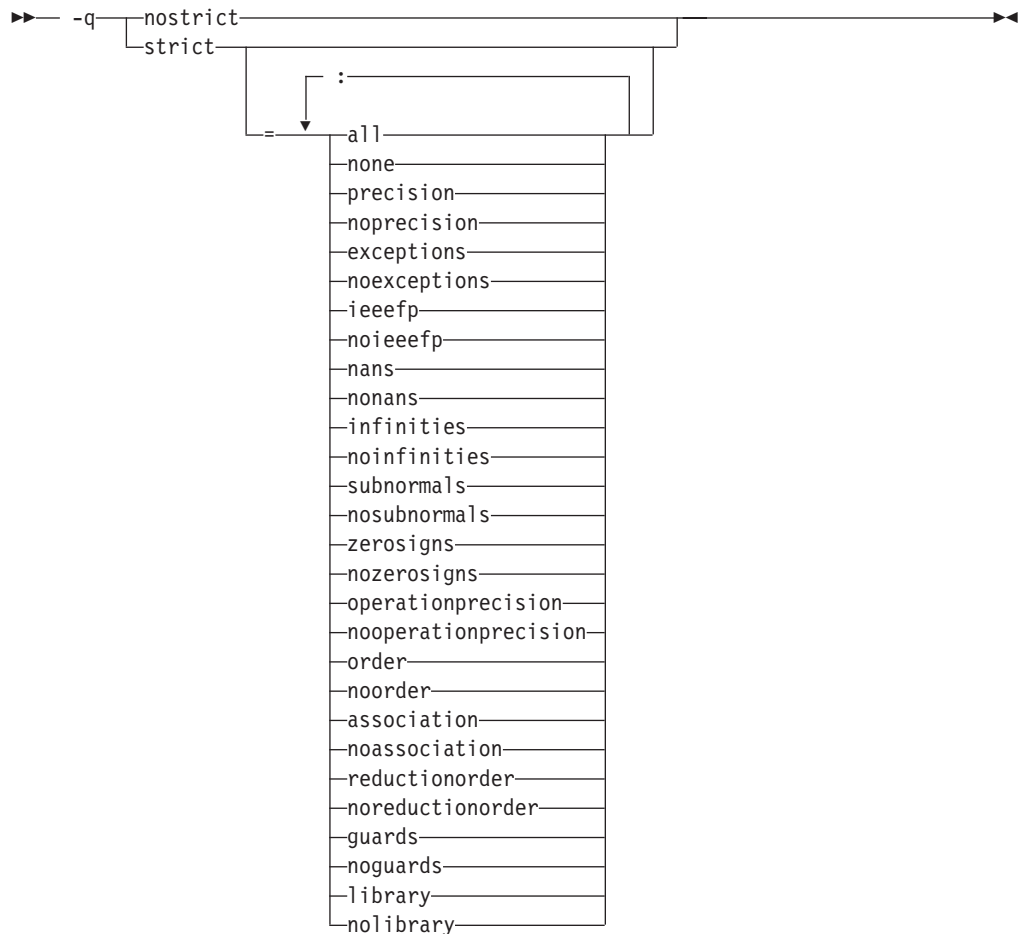 -q nostrict
strict
:
= all
none
precision
noprecision
exceptions
noexceptions
ieeefp
noieeefp
nans
nonans
infinities
noinfinities
subnormals
nosubnormals
zerosigns
nozerosigns
operationprecision
nooperationprecision
order
noorder
association
noassociation
reductionorder
noreductionorder
guards
noguards
library
nolibrary